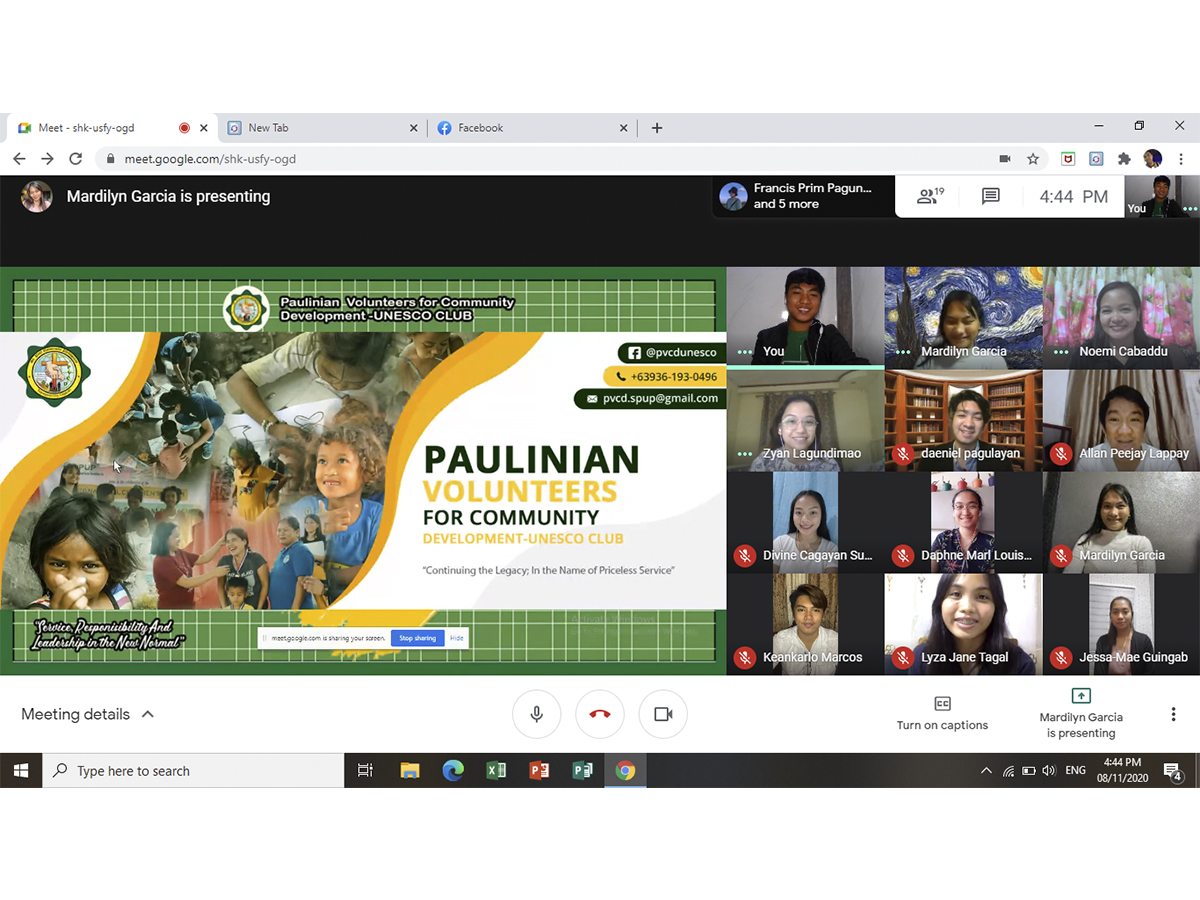 Meet - shk-usfy-ogd
New Tab
Facebook
meet.google.com/shk-usfy-ogd
Mardilyn Garcia is presenting
Francis Prim Pagun...
and 5 more
19
4:44 PM
You
Paulinian Volunteers for Community
Development -UNESCO CLUB
@pvcdunesco
+63936-193-0496
pvcd.spup@gmail.com
PAULINIAN
VOLUNTEERS
FOR COMMUNITY
DEVELOPMENT-UNESCO CLUB
"Continuing the Legacy; In the Name of Priceless Service"
"Service, Responisibility And
Leadership in the New Normal"
meet.google.com is sharing your screen.
Stop sharing
Hide
You
Mardilyn Garcia
Noemi Cabaddu
Zyan Lagundimao
daeniel pagulayan
Allan Peejay Lappay
Divine Cagayan Su...
Daphne Marl Louis...
Mardilyn Garcia
Keankarlo Marcos
Lyza Jane Tagal
Jessa-Mae Guingab
Meeting details
CC
Turn on captions
Mardilyn Garcia
is presenting
Type here to search
ENG
4:44 PM
08/11/2020
4